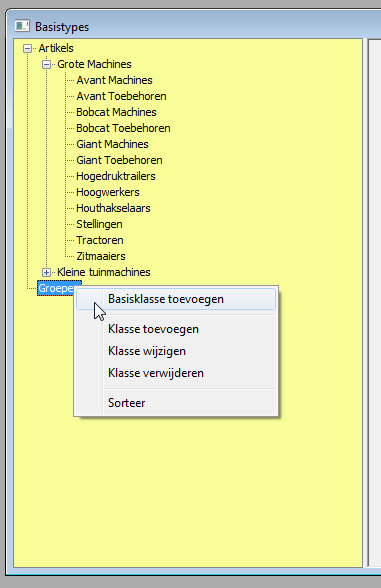 Basistypes
Artikels
Grote Machines
Avant Machines
Avant Toebehoren
Bobcat Machines
Bobcat Toebehoren
Giant Machines
Giant Toebehoren
Hogedruktrailers
Hoogwerkers
Houthakselaars
Stellingen
Tractoren
Zitmaaiers
Kleine tuinmachines
Groepe
Basisklasse toevoegen
Klasse toevoegen
Klasse wijzigen
Klasse verwijderen
Sorteer